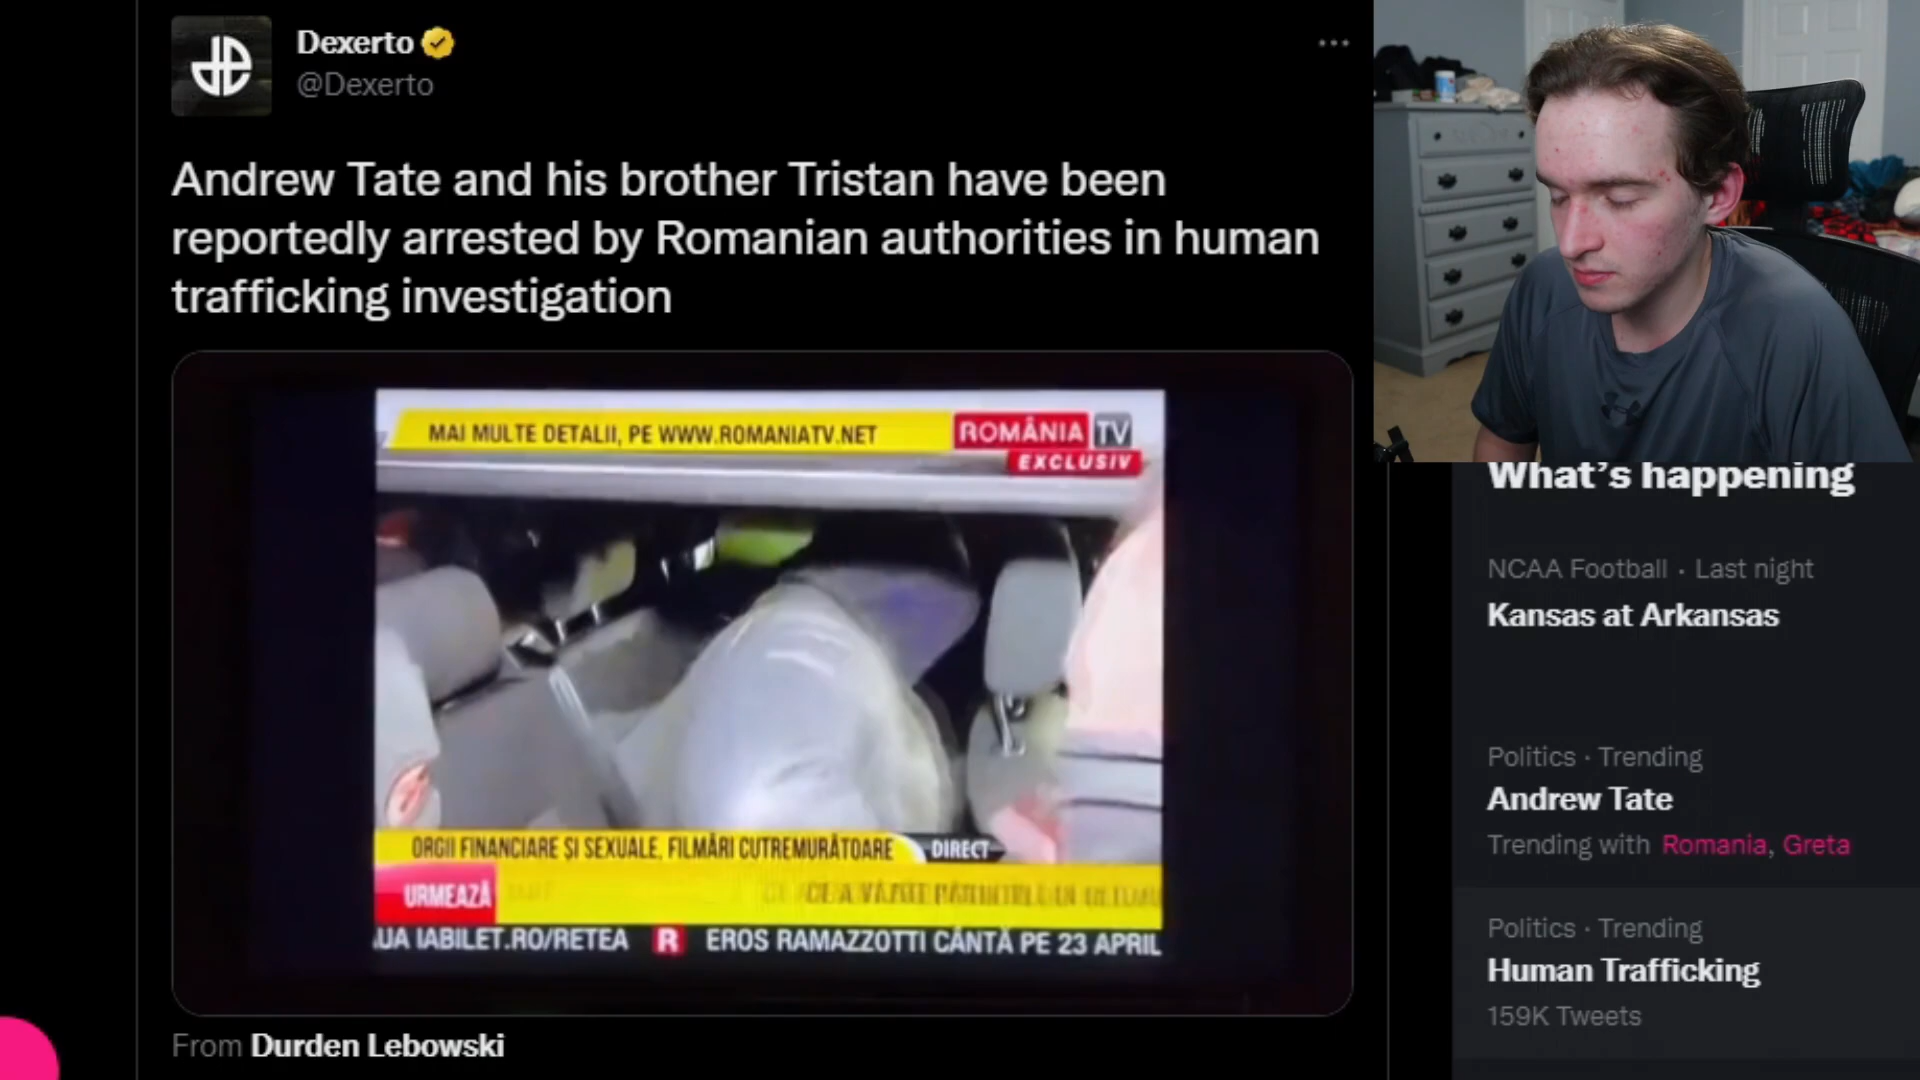 Dexerto
@Dexerto
Andrew Tate and his brother Tristan have been
reportedly arrested by Romanian authorities in human
trafficking investigation
MAI MULTE DETALII, PE WWW.ROMANIATV.NET
ROMÂNIA TV
EXCLUSIV
ORGII FINANCIARE ȘI SEXUALE, FILMĂRI CUTREMURĂTOARE
DIRECT
URMEAZĂ
IABILET.RO/RETEA R EROS RAMAZZOTTI CÂNTĂ PE 23 APRIL
From Durden Lebowski
What's happening
NCAA Football · Last night
Kansas at Arkansas
Politics · Trending
Andrew Tate
Trending with Romania, Greta
Politics · Trending
Human Trafficking
159K Tweets